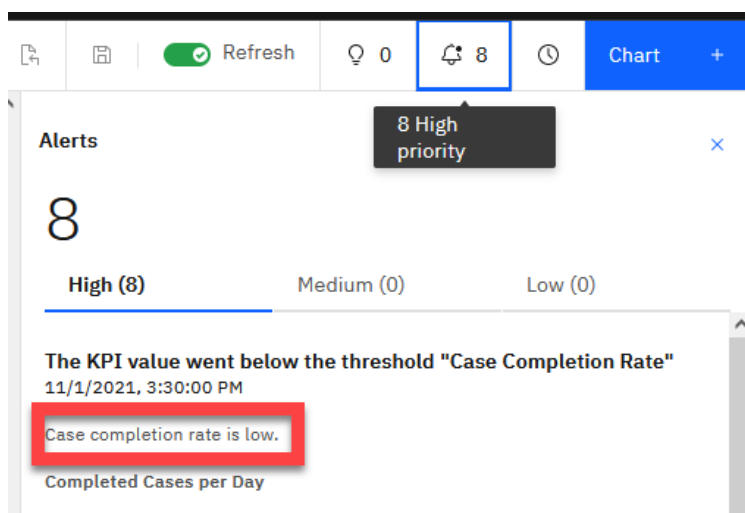 Refresh
0
8
Chart
+
8 High
priority
Alerts
8
High (8)
Medium (0)
Low (0)
The KPI value went below the threshold "Case Completion Rate"
11/1/2021, 3:30:00 PM
Case completion rate is low.
Completed Cases per Day